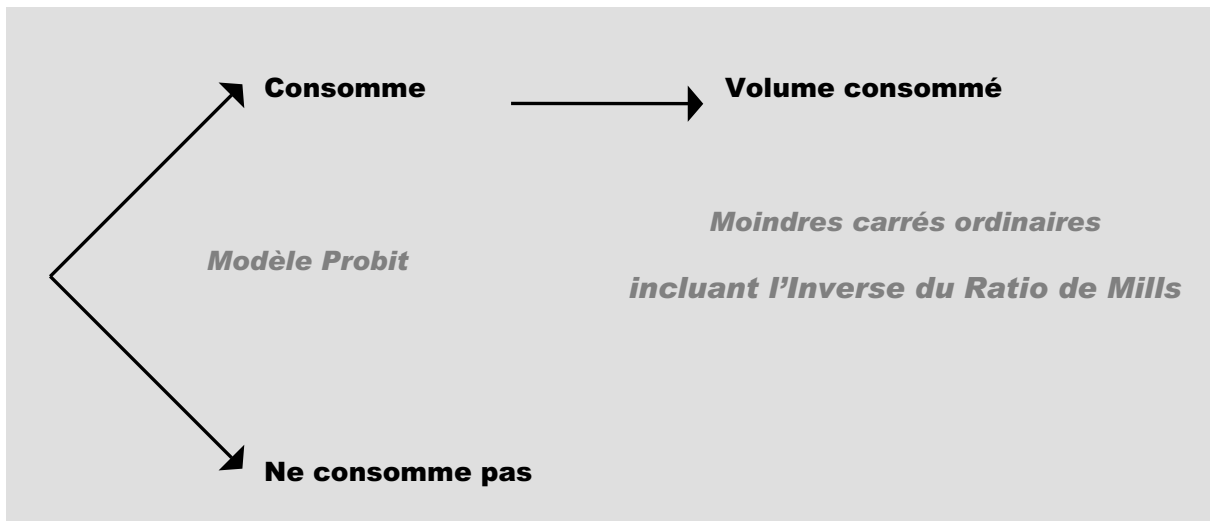 Consomme
Volume consommé
Moindres carrés ordinaires
Modèle Probit
incluant l’Inverse du Ratio de Mills
Ne consomme pas